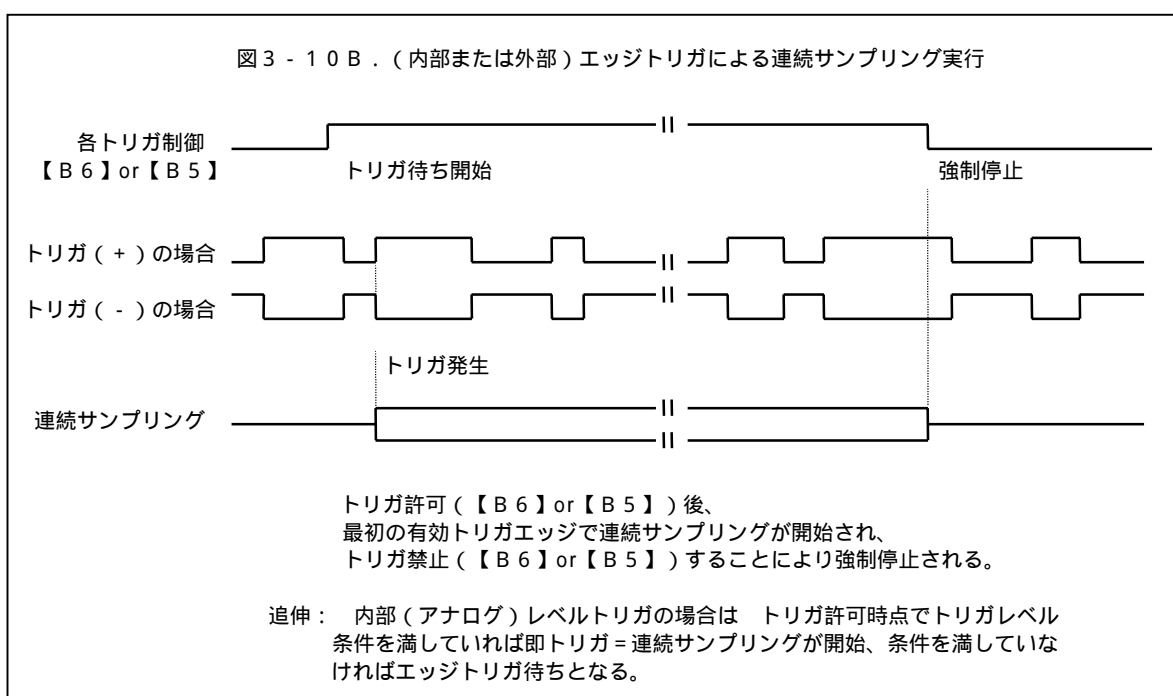 図3-10B.(内部または外部)エッジトリガによる連続サンプリング実行
各トリガ制御
【B6】or【B5】
トリガ待ち開始
強制停止
トリガ(+)の場合
トリガ(-)の場合
トリガ発生
連続サンプリング
トリガ許可(【B6】or【B5】)後、
最初の有効トリガエッジで連続サンプリングが開始され、
トリガ禁止(【B6】or【B5】)することにより強制停止される。
追伸: 内部(アナログ)レベルトリガの場合は トリガ許可時点でトリガレベル
条件を満していれば即トリガ=連続サンプリングが開始、条件を満していな
ければエッジトリガ待ちとなる。